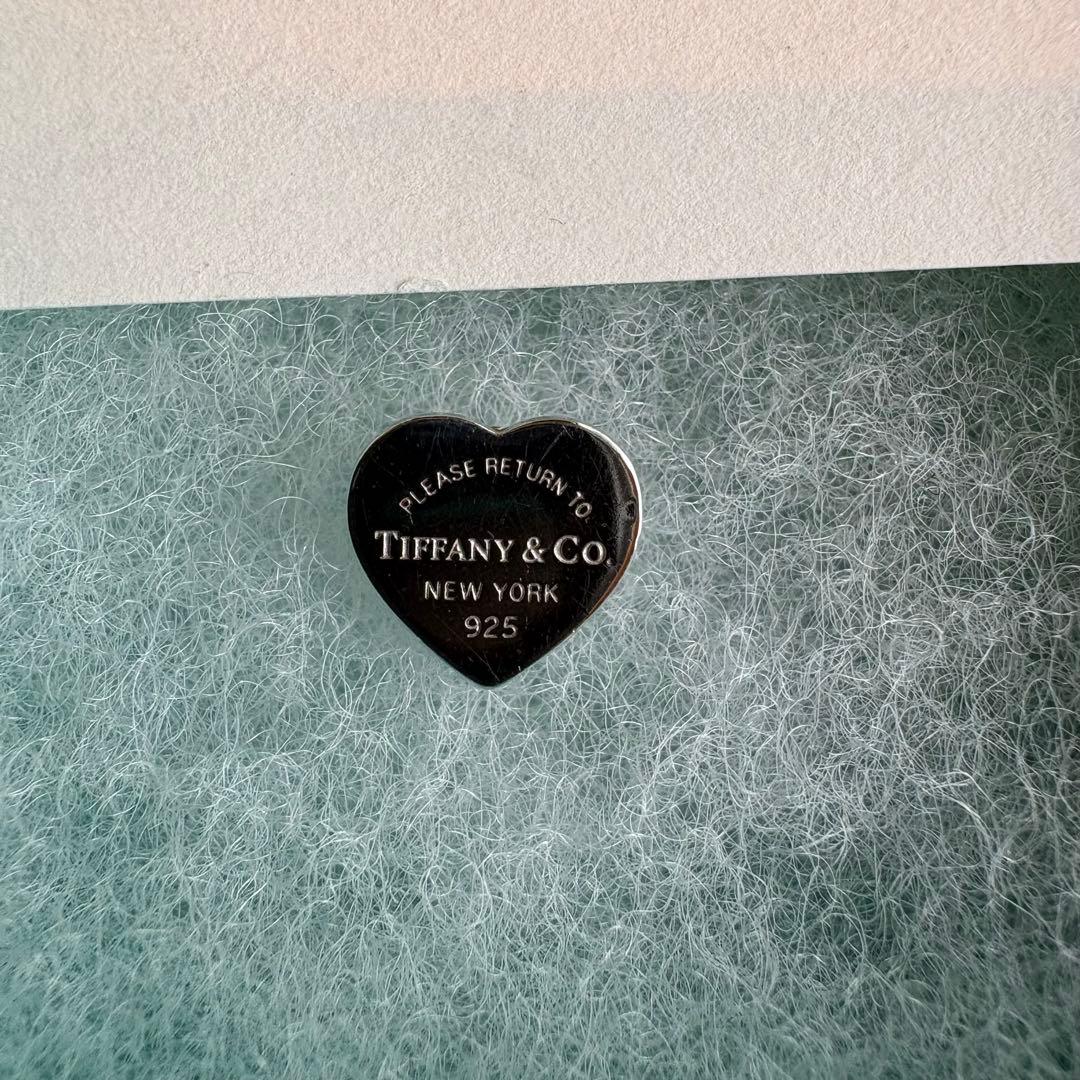 PLEASE RETURN TO
TIFFANY & CO.
NEW YORK
925